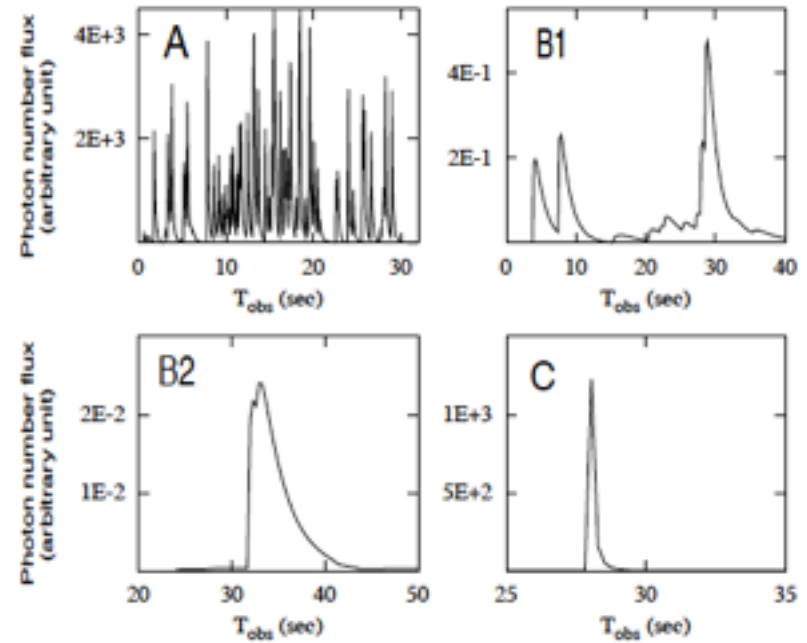 Photon number flux
(arbitrary unit)
A
4E+3
2E+3
0 10 20 30
T_obs (sec)
B1
4E-1
2E-1
0 10 20 30 40
T_obs (sec)
Photon number flux
(arbitrary unit)
B2
2E-2
1E-2
20 30 40 50
T_obs (sec)
C
1E+3
5E+2
25 30 35
T_obs (sec)